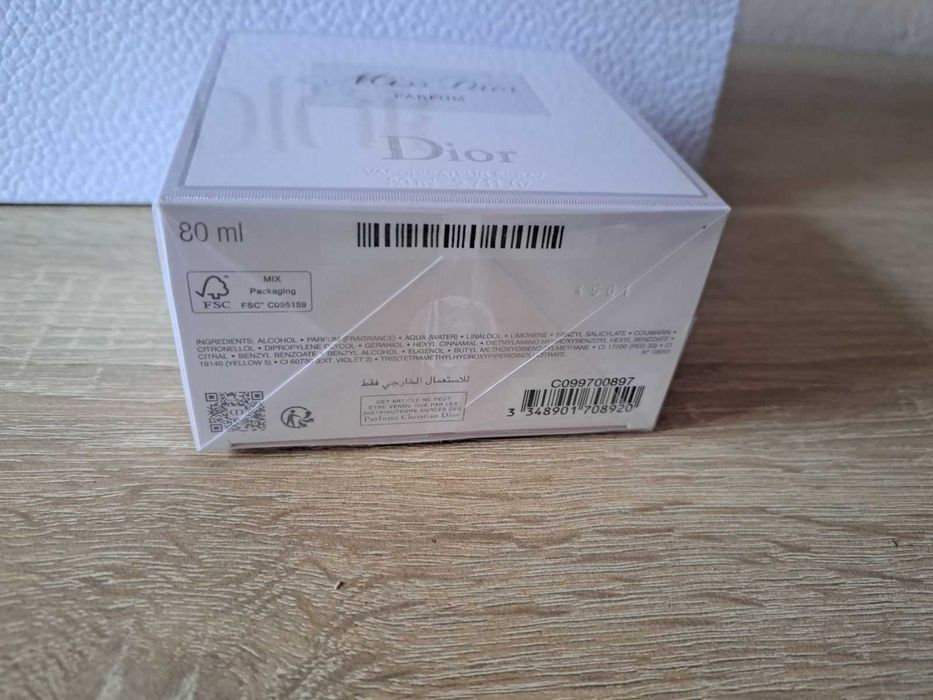 Miss Dior
PARFUM
Dior
80 ml
MIX
Packaging
FSC
FSC™ C095159
4C01
INGREDIENTS: ALCOHOL • PARFUM (FRAGRANCE) • AQUA (WATER) • LINALOOL • LIMONENE • BENZYL SALICYLATE • COUMARIN •
CITRONELLOL • DIPROPYLENE GLYCOL • GERANIOL • HEXYL CINNAMAL • DIETHYLAMINO HYDROXYBENZOYL HEXYL BENZOATE •
CITRAL • BENZYL BENZOATE • BENZYL ALCOHOL • EUGENOL • BUTYL METHOXYDIBENZOYLMETHANE • CI 17200 (RED 33) • CI
19140 (YELLOW 5) • CI 60730 (EXT. VIOLET 2) • TRIS(TETRAMETHYLHYDROXYPIPERIDINOL) CITRATE.
للاستعمال الخارجي فقط
CET ARTICLE NE PEUT
ÊTRE VENDU QUE PAR LES
DISTRIBUTEURS AGRÉÉS DES
Parfums Christian Dior
C099700897
3 348901 708920